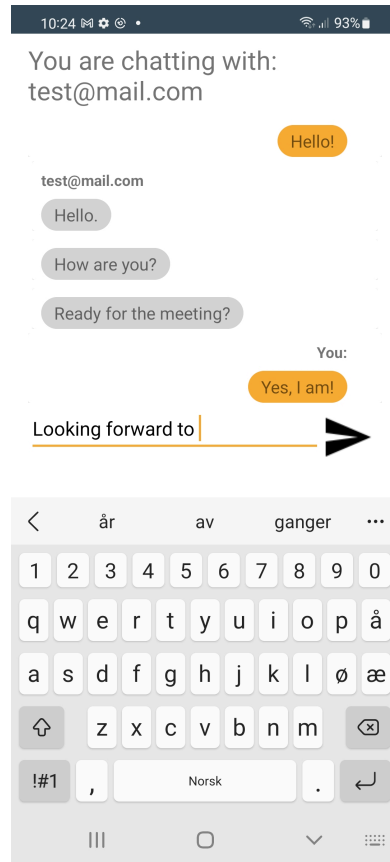 10:24 93%
You are chatting with:
test@mail.com
Hello!
test@mail.com
Hello.
How are you?
Ready for the meeting?
You:
Yes, I am!
Looking forward to
år av ganger
1 2 3 4 5 6 7 8 9 0
q w e r t y u i o p å
a s d f g h j k l ø æ
z x c v b n m
!#1 , Norsk .